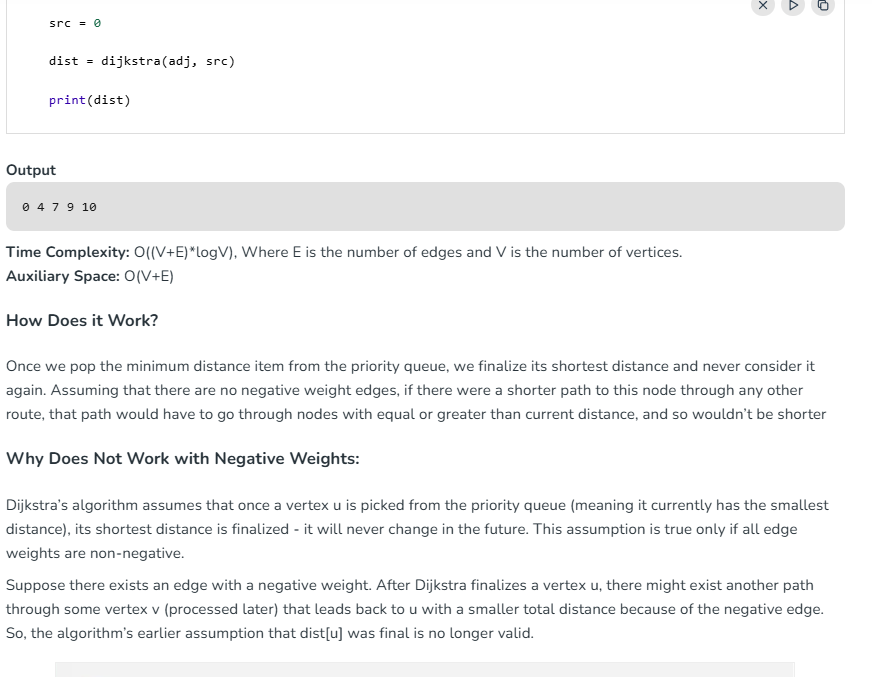 src = 0
dist = dijkstra(adj, src)
print(dist)
Output
0 4 7 9 10
Time Complexity: O((V+E)*logV), Where E is the number of edges and V is the number of vertices.
Auxiliary Space: O(V+E)
How Does it Work?
Once we pop the minimum distance item from the priority queue, we finalize its shortest distance and never consider it
again. Assuming that there are no negative weight edges, if there were a shorter path to this node through any other
route, that path would have to go through nodes with equal or greater than current distance, and so wouldn't be shorter
Why Does Not Work with Negative Weights:
Dijkstra's algorithm assumes that once a vertex u is picked from the priority queue (meaning it currently has the smallest
distance), its shortest distance is finalized - it will never change in the future. This assumption is true only if all edge
weights are non-negative.
Suppose there exists an edge with a negative weight. After Dijkstra finalizes a vertex u, there might exist another path
through some vertex v (processed later) that leads back to u with a smaller total distance because of the negative edge.
So, the algorithm's earlier assumption that dist[u] was final is no longer valid.